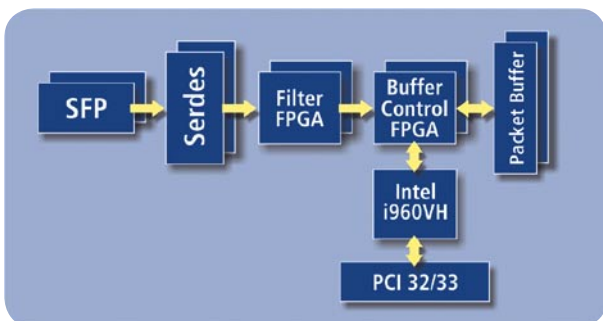 SFP
Serdes
Filter
FPGA
Buffer
Control
FPGA
Packet Buffer
Intel
i960VH
PCI 32/33